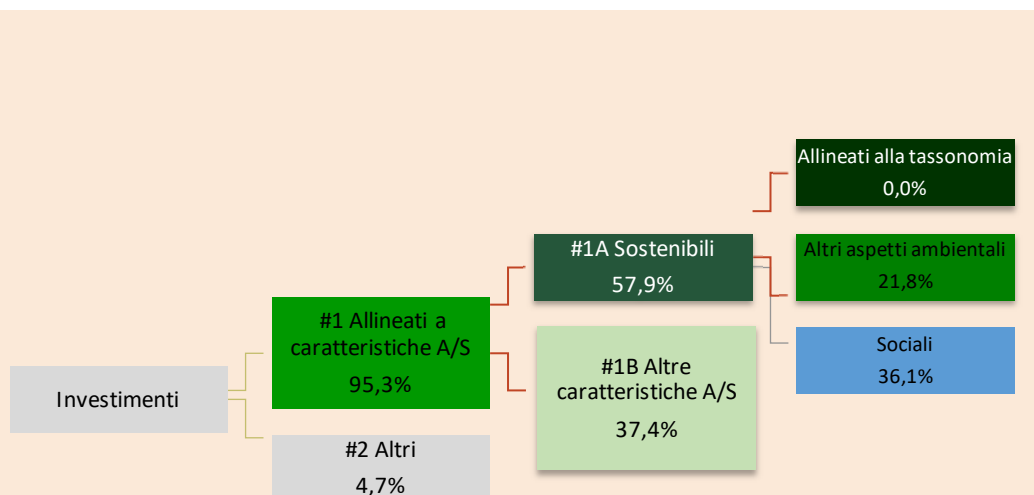 Investimenti
#1 Allineati a
caratteristiche A/S
95,3%
#2 Altri
4,7%
#1A Sostenibili
57,9%
#1B Altre
caratteristiche A/S
37,4%
Allineati alla tassonomia
0,0%
Altri aspetti ambientali
21,8%
Sociali
36,1%